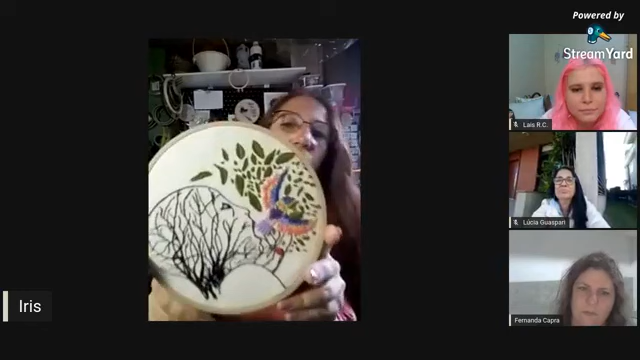 Powered by
StreamYard
Lais R.C.
Lúcia Guaspari
Fernanda Capra
Iris